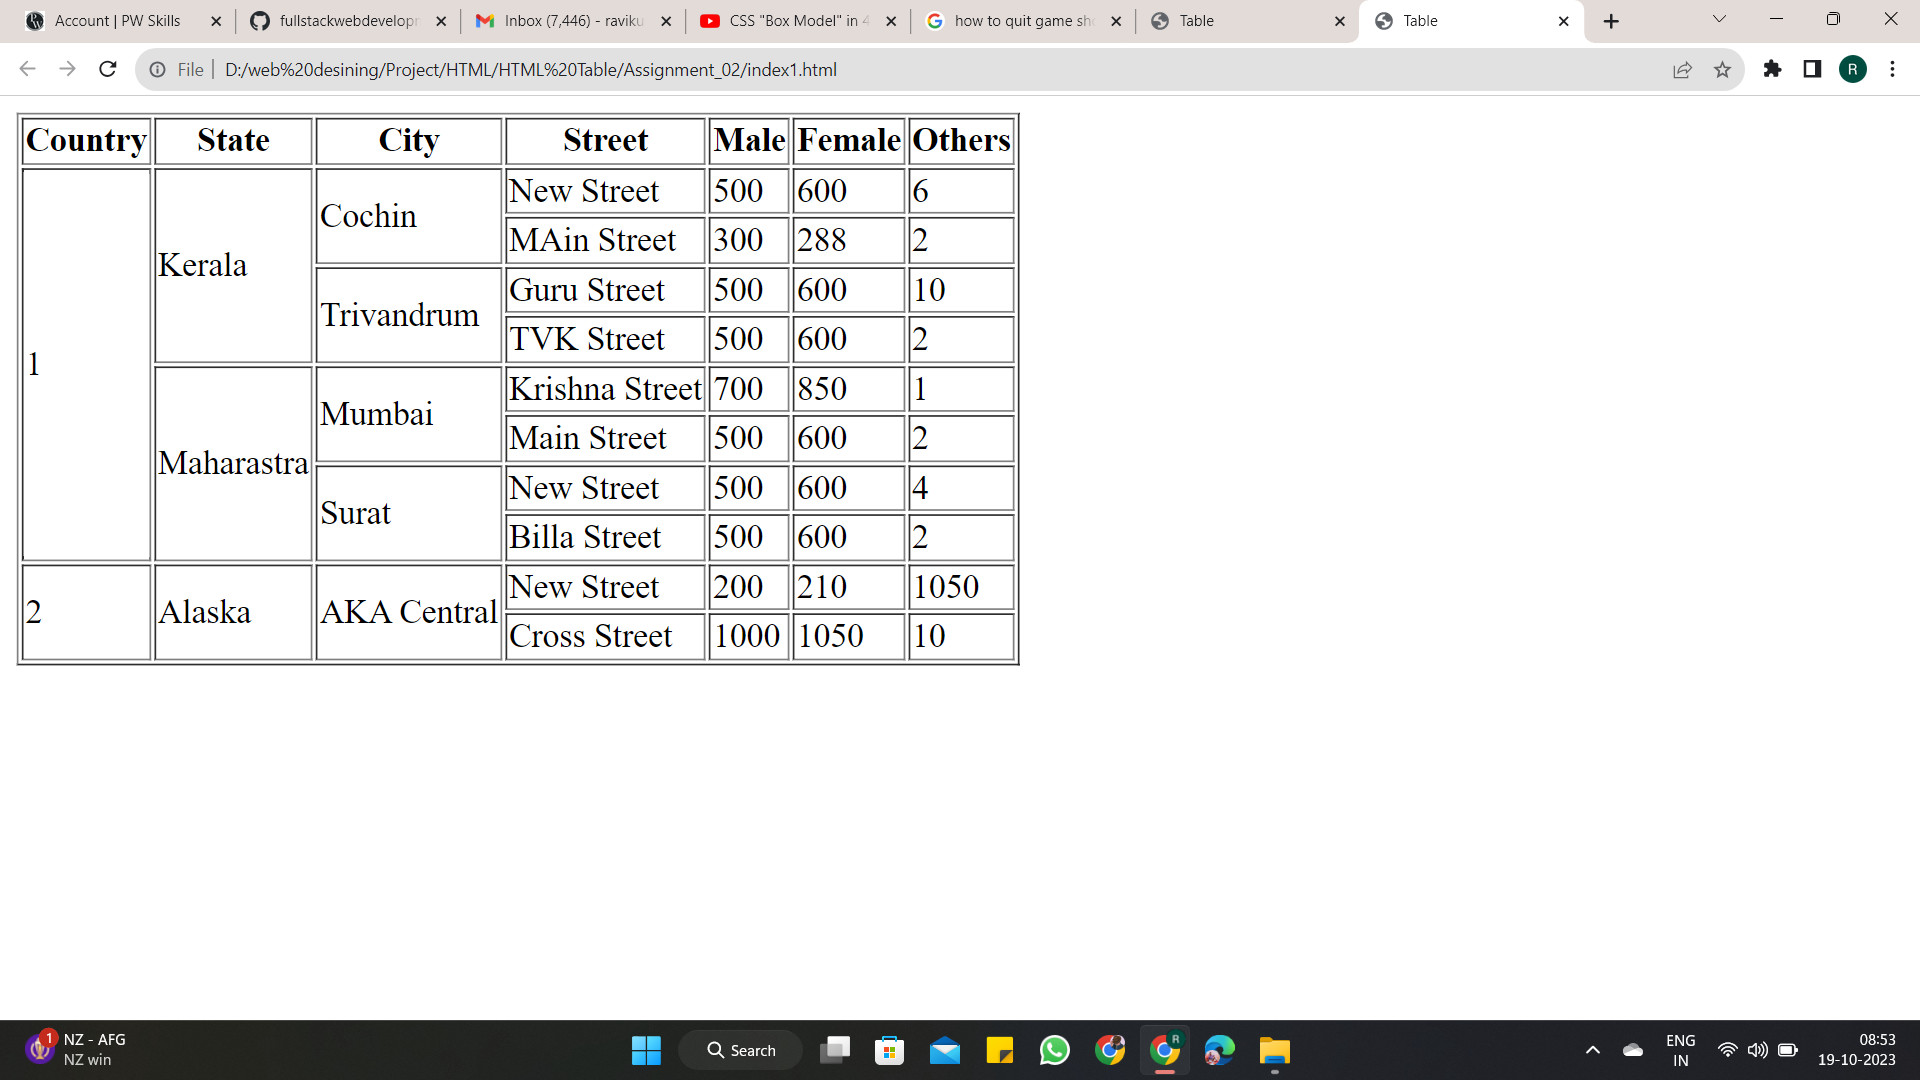 Account | PW Skills
fullstackwebdevelopr
Inbox (7,446) - raviku
CSS "Box Model" in 4
how to quit game sh
Table
Table
File
D:/web%20desining/Project/HTML/HTML%20Table/Assignment_02/index1.html
R
Country State City Street Male Female Others
1 Kerala Cochin New Street 500 600 6
MAin Street 300 288 2
Trivandrum Guru Street 500 600 10
TVK Street 500 600 2
Maharastra Mumbai Krishna Street 700 850 1
Main Street 500 600 2
Surat New Street 500 600 4
Billa Street 500 600 2
2 Alaska AKA Central New Street 200 210 1050
Cross Street 1000 1050 10
1
NZ - AFG
NZ win
Search
R
ENG
IN
08:53
19-10-2023